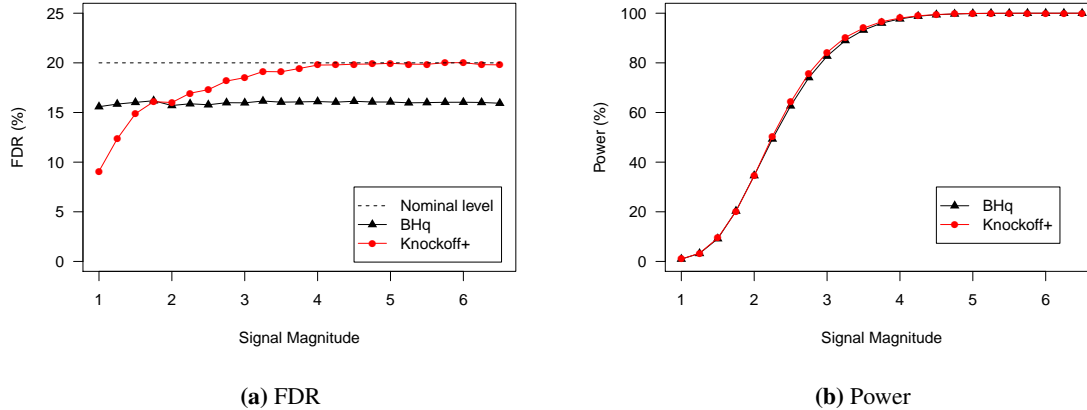 25
20
15
10
5
0
FDR (%)
Nominal level
BHq
Knockoff+
1 2 3 4 5 6
Signal Magnitude
(a) FDR
100
80
60
40
20
0
Power (%)
BHq
Knockoff+
1 2 3 4 5 6
Signal Magnitude
(b) Power